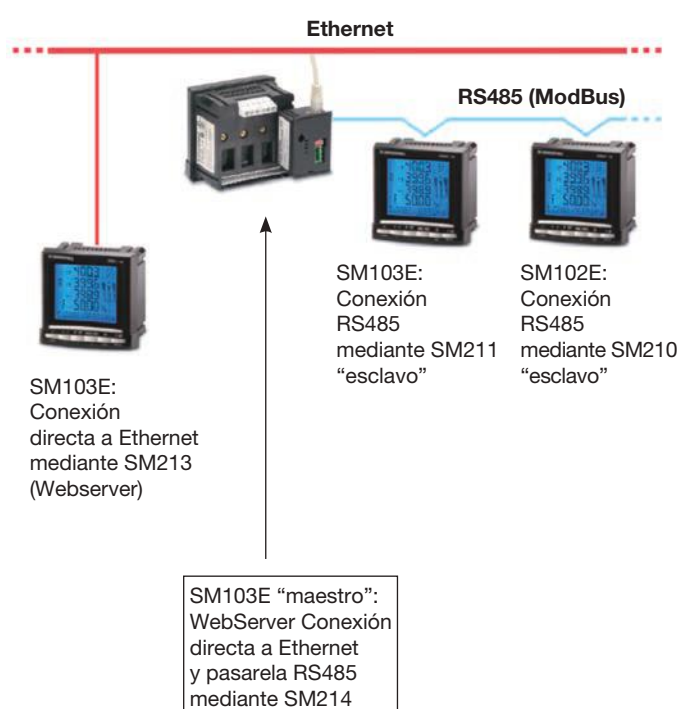 Ethernet
RS485 (ModBus)
SM103E:
Conexión
RS485
mediante SM211
“esclavo”
SM102E:
Conexión
RS485
mediante SM210
“esclavo”
SM103E:
Conexión
directa a Ethernet
mediante SM213
(Webserver)
SM103E “maestro”:
WebServer Conexión
directa a Ethernet
y pasarela RS485
mediante SM214